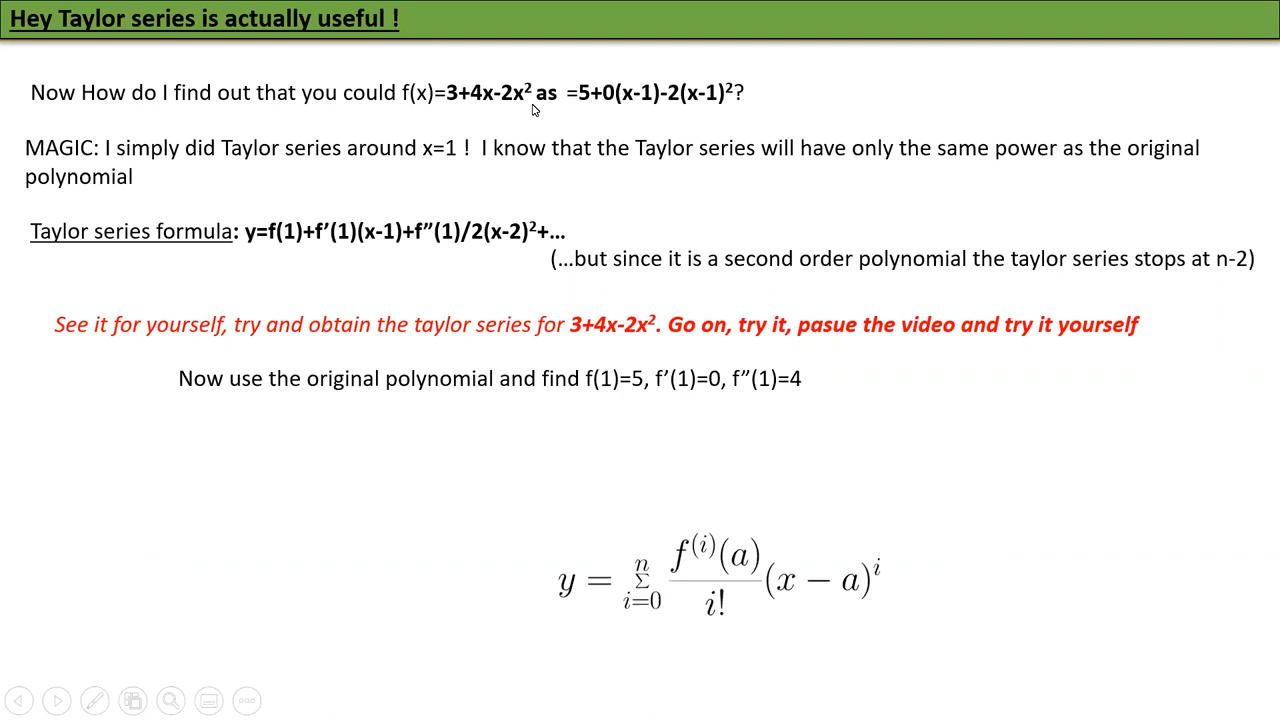 Hey Taylor series is actually useful !
Now How do I find out that you could f(x)=3+4x-2x² as =5+0(x-1)-2(x-1)²?
MAGIC: I simply did Taylor series around x=1 ! I know that the Taylor series will have only the same power as the original
polynomial
Taylor series formula: y=f(1)+f’(1)(x-1)+f”(1)/2(x-2)²+…
(…but since it is a second order polynomial the taylor series stops at n-2)
See it for yourself, try and obtain the taylor series for 3+4x-2x². Go on, try it, pasue the video and try it yourself
Now use the original polynomial and find f(1)=5, f’(1)=0, f”(1)=4
y = Σ_{i=0}^{n} f^{(i)}(a)/i! (x − a)^i